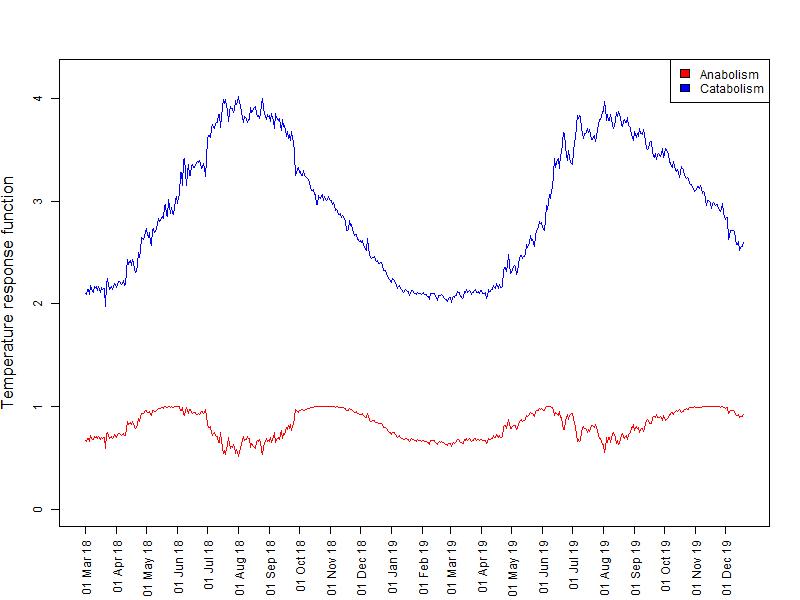 Anabolism
Catabolism
Temperature response function
4
3
2
1
0
01 Mar 18
01 Apr 18
01 May 18
01 Jun 18
01 Jul 18
01 Aug 18
01 Sep 18
01 Oct 18
01 Nov 18
01 Dec 18
01 Jan 19
01 Feb 19
01 Mar 19
01 Apr 19
01 May 19
01 Jun 19
01 Jul 19
01 Aug 19
01 Sep 19
01 Oct 19
01 Nov 19
01 Dec 19